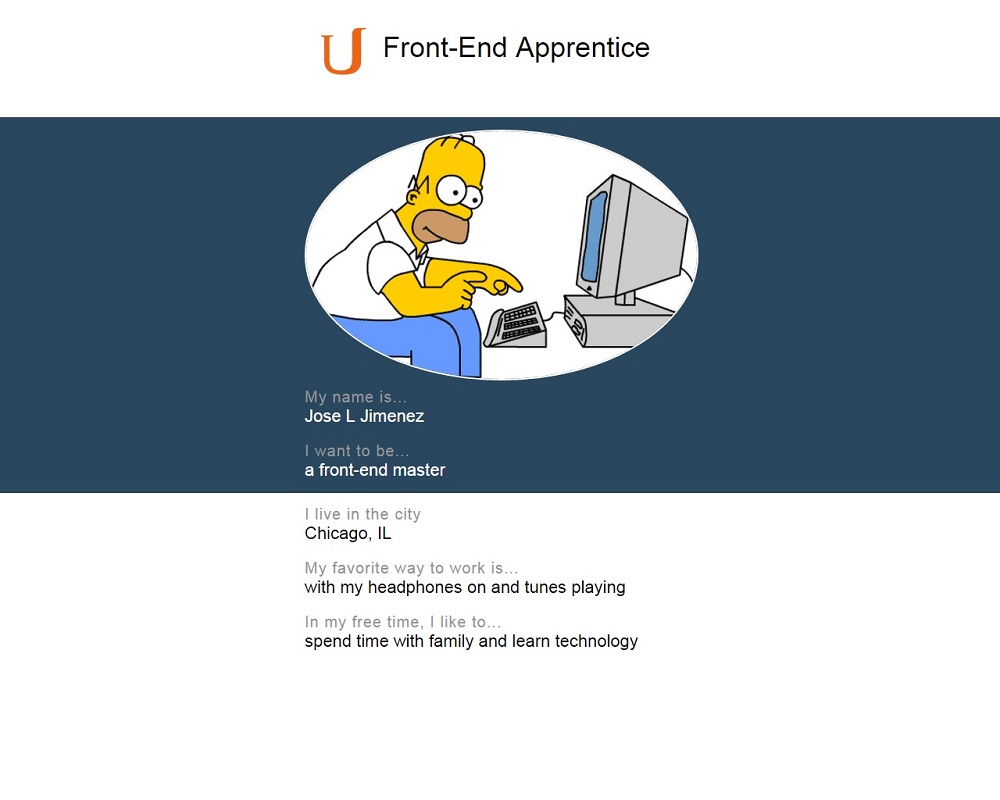 U Front-End Apprentice
My name is...
Jose L Jimenez
I want to be...
a front-end master
I live in the city
Chicago, IL
My favorite way to work is...
with my headphones on and tunes playing
In my free time, I like to...
spend time with family and learn technology